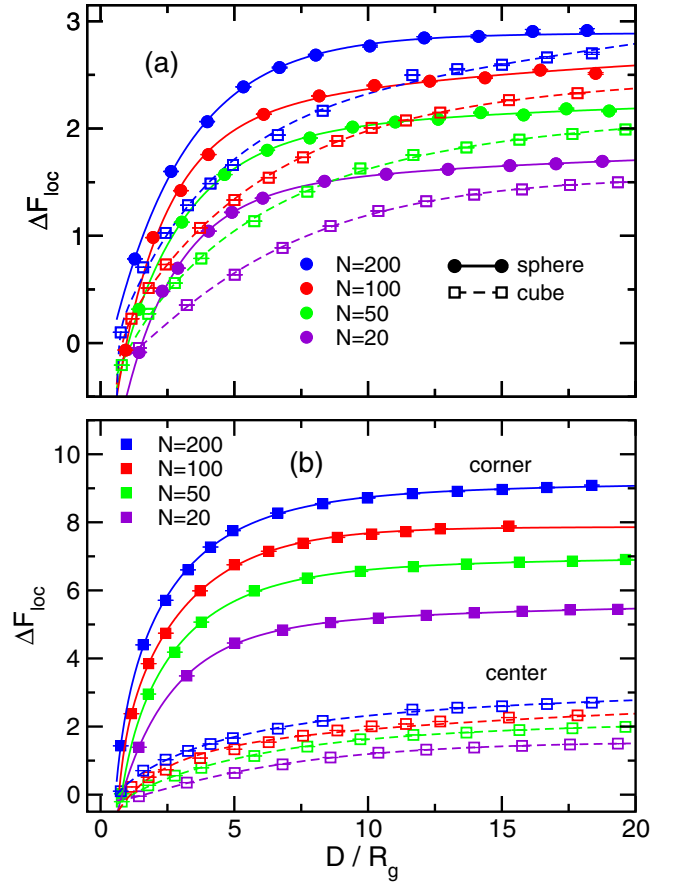 3
(a)
2
ΔF_loc
1
N=200
sphere
N=100
cube
N=50
N=20
0
10
N=200
(b)
corner
N=100
N=50
8
N=20
6
ΔF_loc
4
center
2
0
0 5 10 15 20
D / R_g